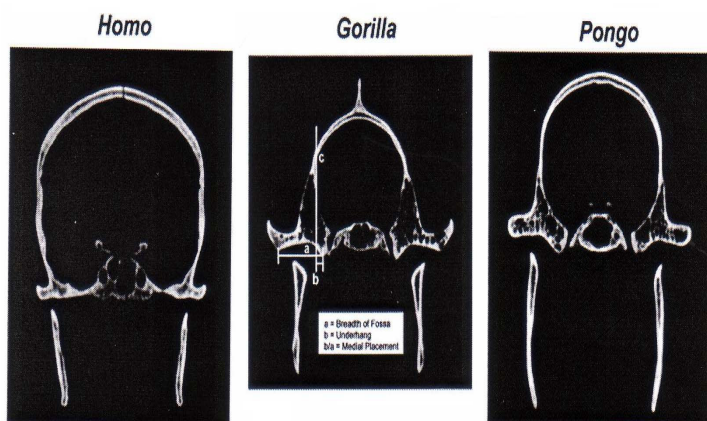 Homo
Gorilla
Pongo
c
a
b
a = Breadth of Fossa
b = Underhang
b/a = Medial Placement